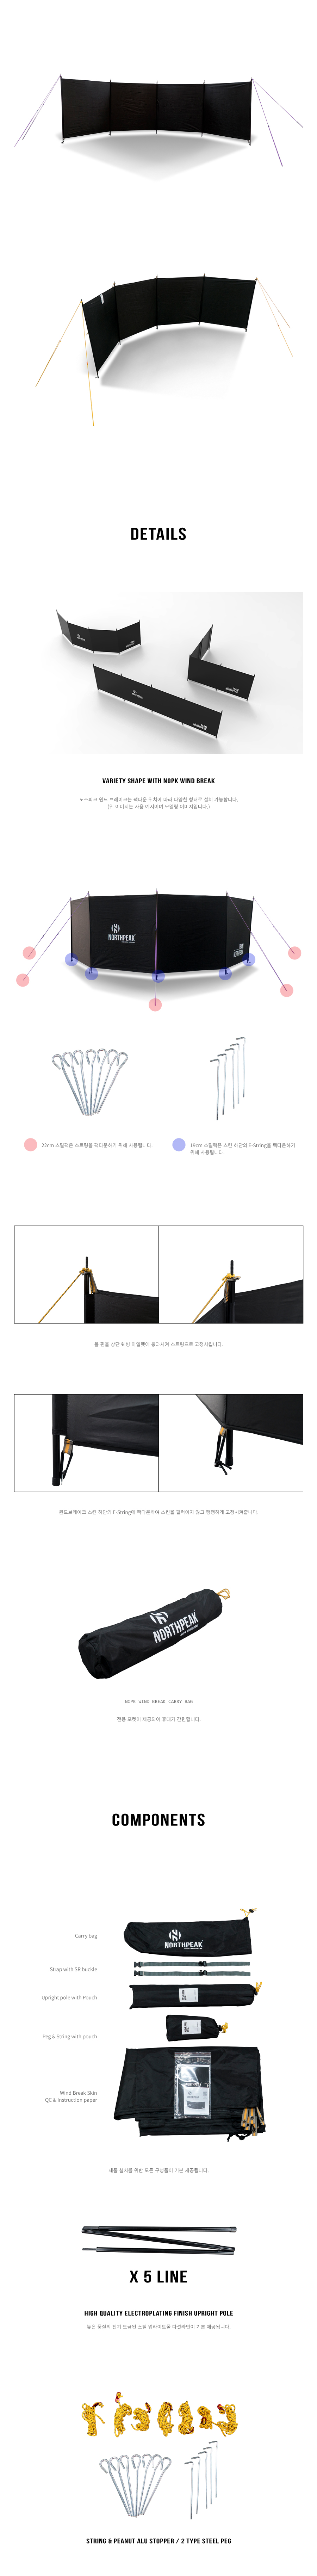 DETAILS
VARIETY SHAPE WITH NOPK WIND BREAK
노스피크 윈드 브레이크는 팩다운 위치에 따라 다양한 형태로 설치 가능합니다.
(위 이미지는 사용 예시이며 모델링 이미지입니다.)
NORTHPEAK
22cm 스틸팩은 스트링을 팩다운하기 위해 사용됩니다.
19cm 스틸팩은 스킨 하단의 E-String을 팩다운하기
위해 사용됩니다.
폴 핀을 상단 웨빙 아일렛에 통과시켜 스트링으로 고정시킵니다.
윈드브레이크 스킨 하단의 E-String에 팩다운하여 스킨을 펄럭이지 않고 팽팽하게 고정시켜줍니다.
NORTHPEAK
NOPK WIND BREAK CARRY BAG
전용 포켓이 제공되어 휴대가 간편합니다.
COMPONENTS
Carry bag
NORTHPEAK
Strap with SR buckle
Upright pole with Pouch
Peg & String with pouch
Wind Break Skin
QC & Instruction paper
제품 설치를 위한 모든 구성품이 기본 제공됩니다.
X 5 LINE
HIGH QUALITY ELECTROPLATING FINISH UPRIGHT POLE
높은 품질의 전기 도금된 스틸 업라이트폴 다섯라인이 기본 제공됩니다.
STRING & PEANUT ALU STOPPER / 2 TYPE STEEL PEG